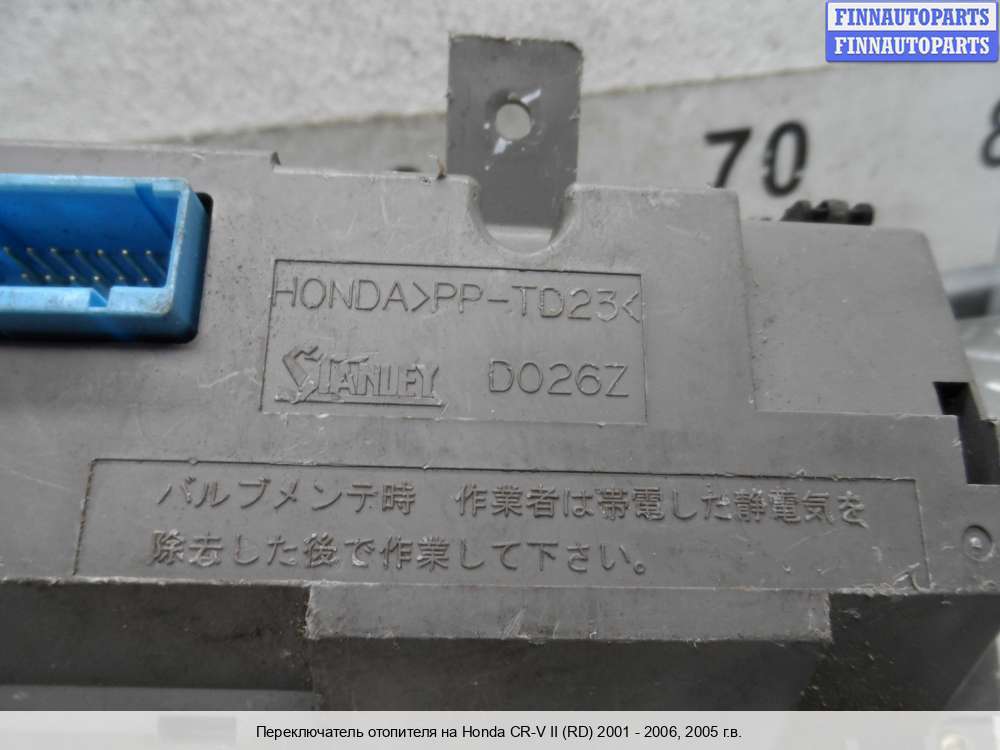 FINNAUTOPARTS
FINNAUTOPARTS
70
8
HONDA>PP-TD23<
STANLEY D026Z
バルブメンテ時 作業者は帯電した静電気を
除去した後で作業して下さい。
Переключатель отопителя на Honda CR-V II (RD) 2001 - 2006, 2005 г.в.